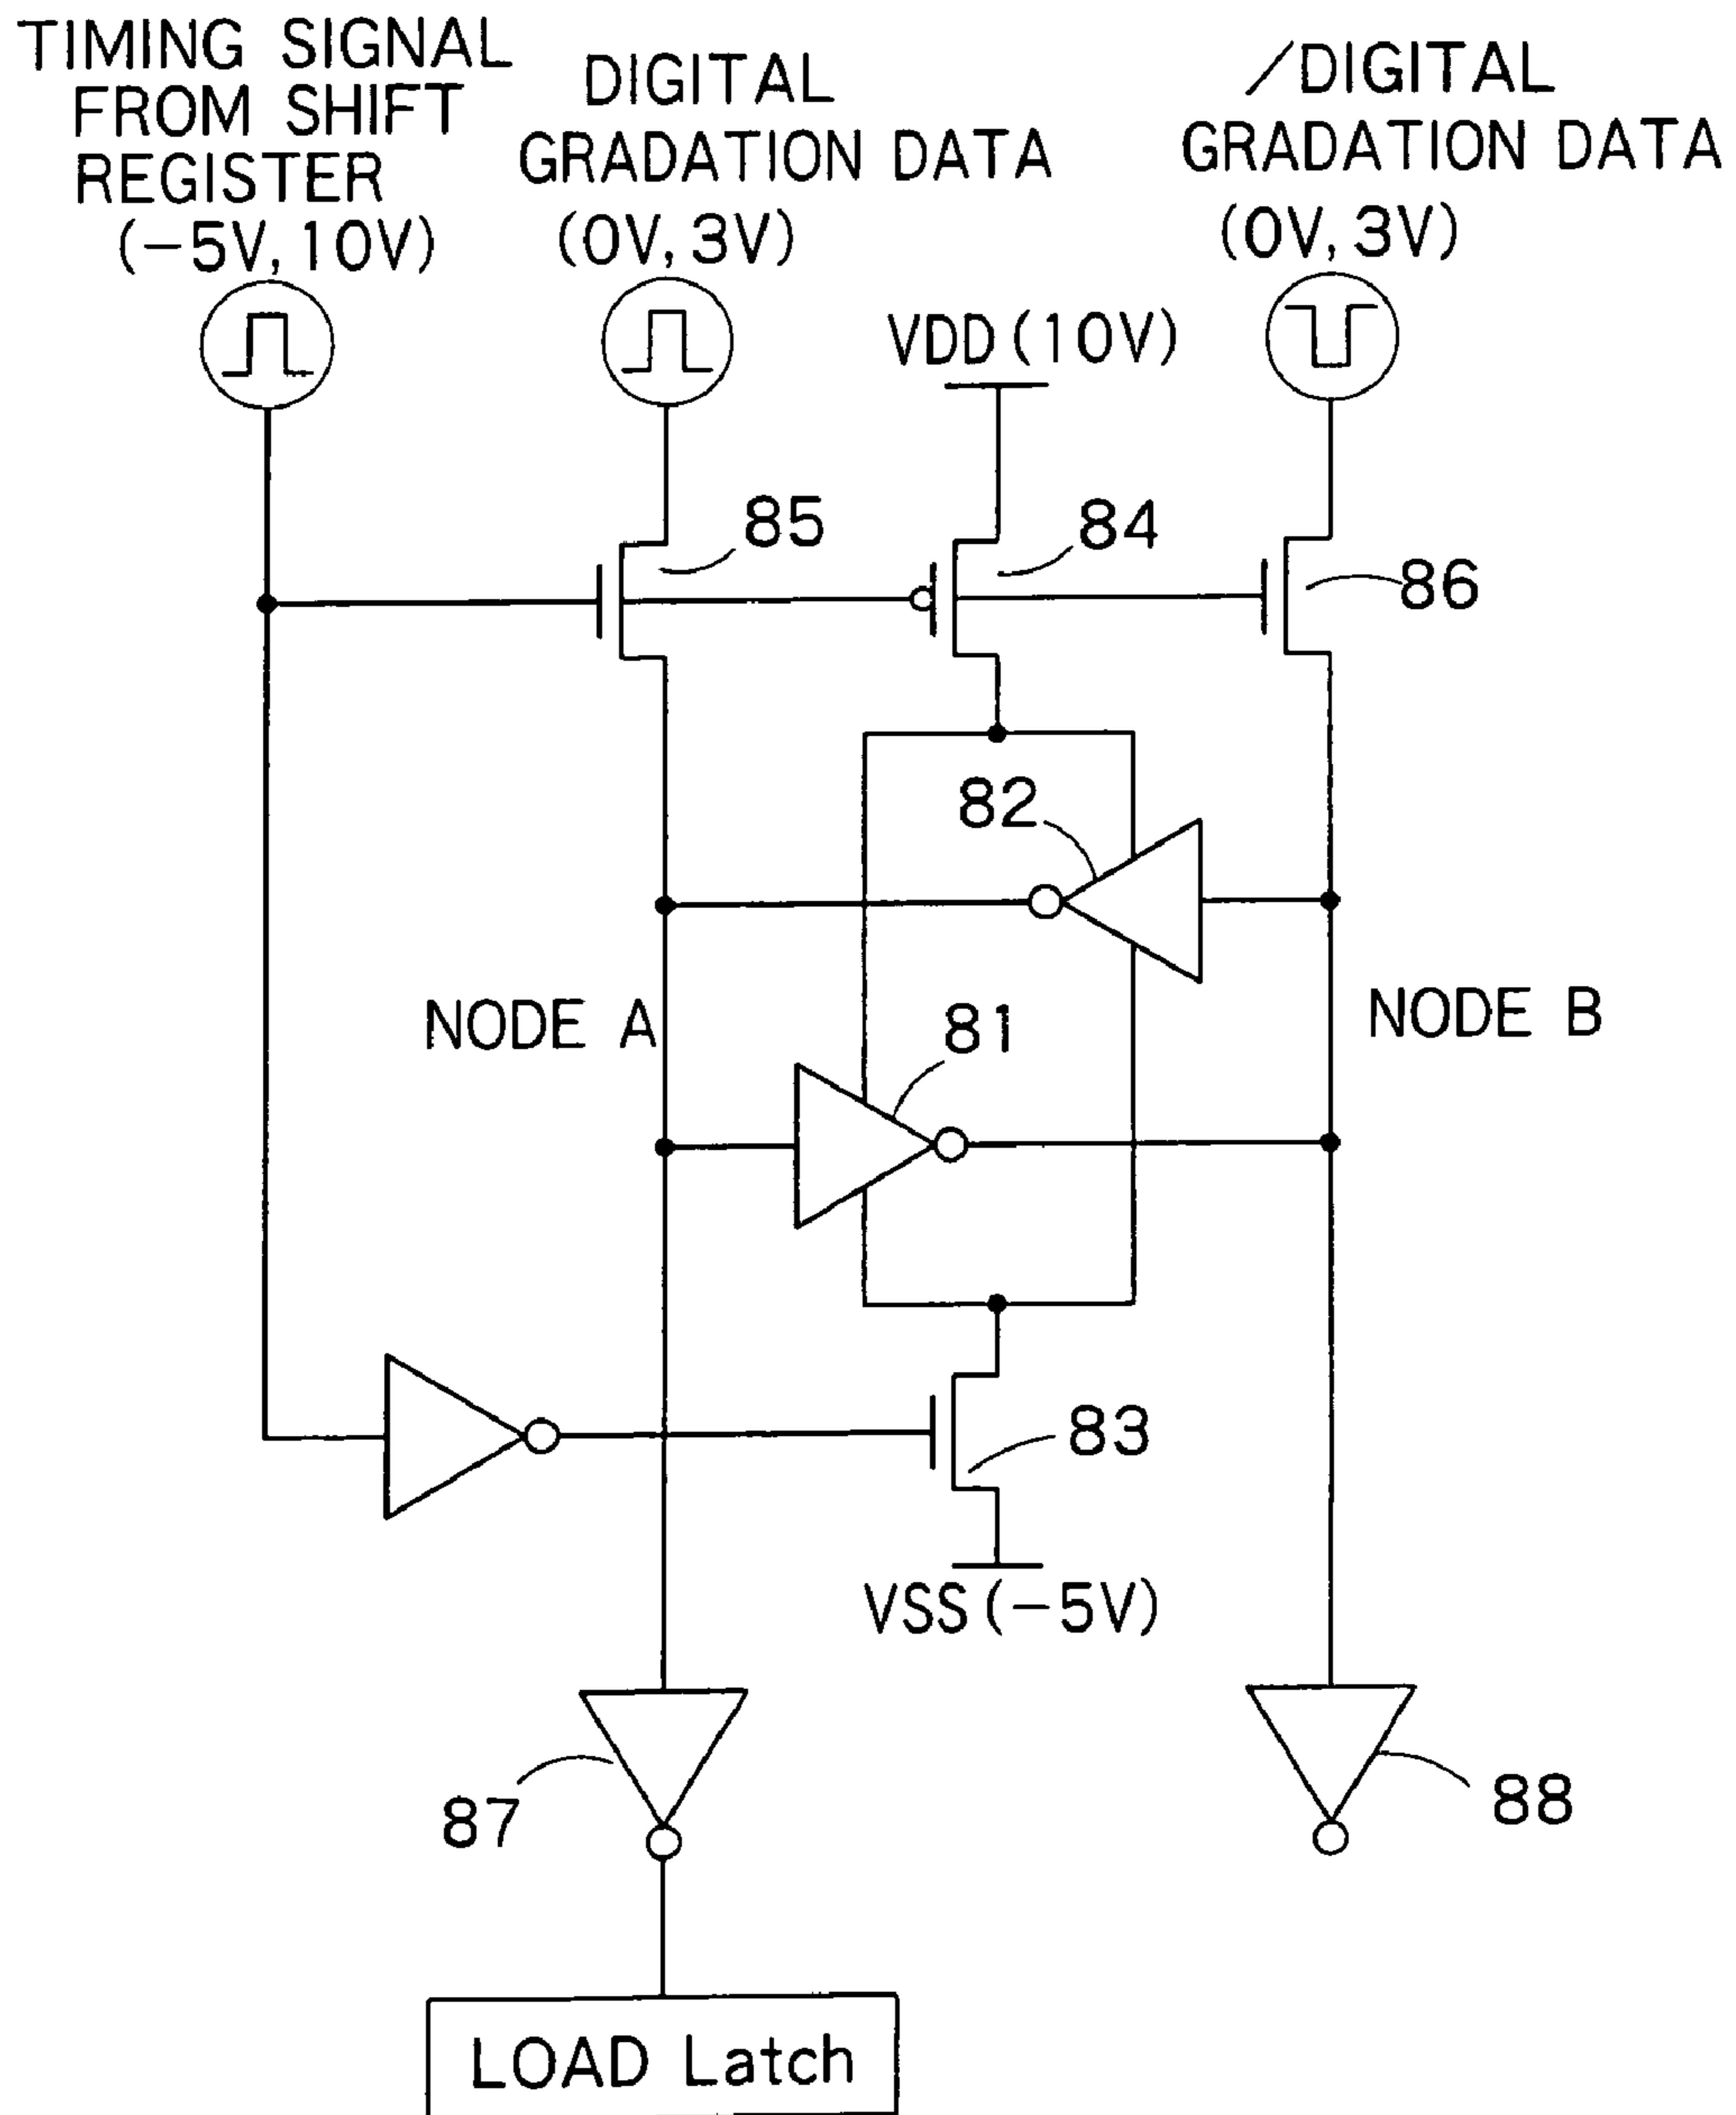 TIMING SIGNAL
FROM SHIFT
REGISTER
(−5V, 10V)
DIGITAL
GRADATION DATA
(0V, 3V)
/DIGITAL
GRADATION DATA
(0V, 3V)
VDD (10V)
85
84
86
82
NODE A
81
NODE B
83
VSS (−5V)
87
88
LOAD Latch